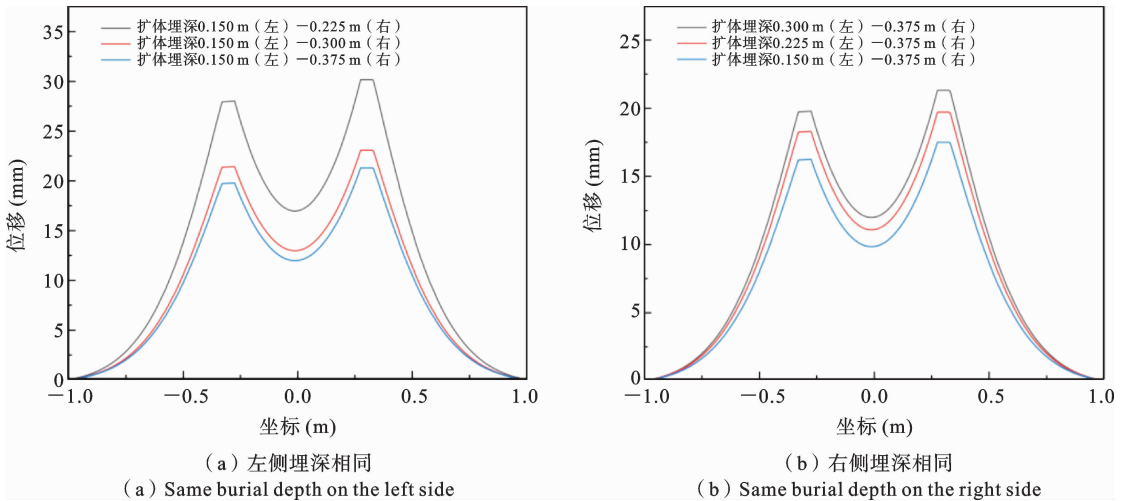 35
30
25
20
15
10
5
0
位移 (mm)
扩体埋深0.150 m（左）－0.225 m（右）
扩体埋深0.150 m（左）－0.300 m（右）
扩体埋深0.150 m（左）－0.375 m（右）
－1.0 －0.5 0.0 0.5 1.0
坐标 (m)
（a）左侧埋深相同
（a）Same burial depth on the left side
25
20
15
10
5
0
位移 (mm)
扩体埋深0.300 m（左）－0.375 m（右）
扩体埋深0.225 m（左）－0.375 m（右）
扩体埋深0.150 m（左）－0.375 m（右）
－1.0 －0.5 0.0 0.5 1.0
坐标 (m)
（b）右侧埋深相同
（b）Same burial depth on the right side